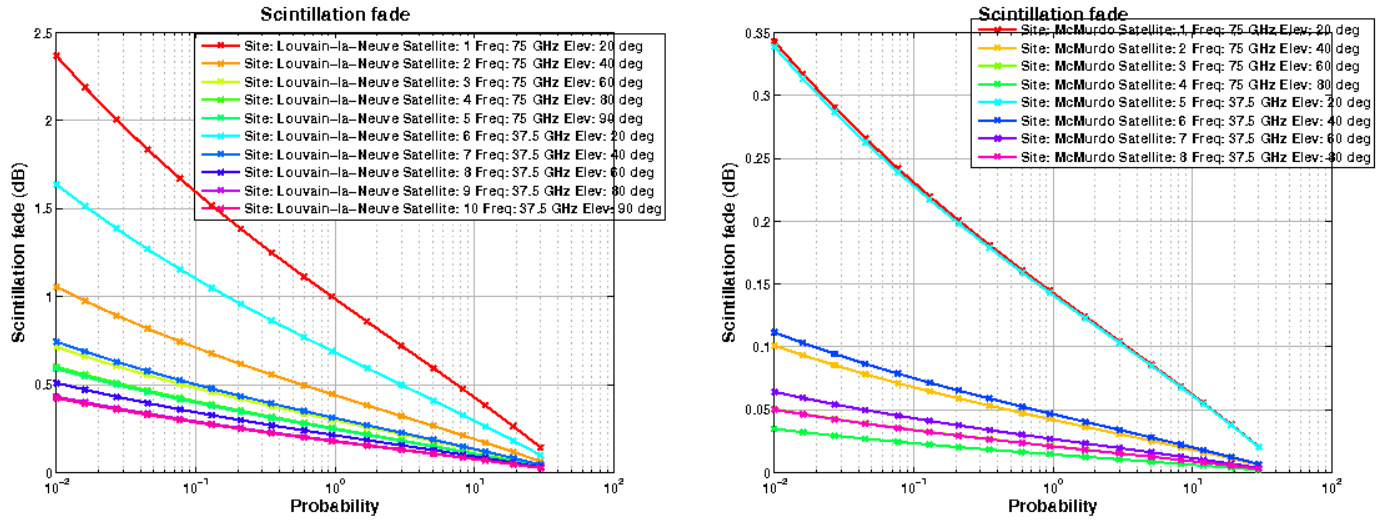 Scintillation fade
2.5
2
1.5
1
0.5
0
Scintillation fade (dB)
Site: Louvain-la-Neuve Satellite: 1 Freq: 75 GHz Elev: 20 deg
Site: Louvain-la-Neuve Satellite: 2 Freq: 75 GHz Elev: 40 deg
Site: Louvain-la-Neuve Satellite: 3 Freq: 75 GHz Elev: 60 deg
Site: Louvain-la-Neuve Satellite: 4 Freq: 75 GHz Elev: 80 deg
Site: Louvain-la-Neuve Satellite: 5 Freq: 75 GHz Elev: 90 deg
Site: Louvain-la-Neuve Satellite: 6 Freq: 37.5 GHz Elev: 20 deg
Site: Louvain-la-Neuve Satellite: 7 Freq: 37.5 GHz Elev: 40 deg
Site: Louvain-la-Neuve Satellite: 8 Freq: 37.5 GHz Elev: 60 deg
Site: Louvain-la-Neuve Satellite: 9 Freq: 37.5 GHz Elev: 80 deg
Site: Louvain-la-Neuve Satellite: 10 Freq: 37.5 GHz Elev: 90 deg
10^-2 10^-1 10^0 10^1 10^2
Probability
Scintillation fade
0.35
0.3
0.25
0.2
0.15
0.1
0.05
0
Scintillation fade (dB)
Site: McMurdo Satellite: 1 Freq: 75 GHz Elev: 20 deg
Site: McMurdo Satellite: 2 Freq: 75 GHz Elev: 40 deg
Site: McMurdo Satellite: 3 Freq: 75 GHz Elev: 60 deg
Site: McMurdo Satellite: 4 Freq: 75 GHz Elev: 80 deg
Site: McMurdo Satellite: 5 Freq: 37.5 GHz Elev: 20 deg
Site: McMurdo Satellite: 6 Freq: 37.5 GHz Elev: 40 deg
Site: McMurdo Satellite: 7 Freq: 37.5 GHz Elev: 60 deg
Site: McMurdo Satellite: 8 Freq: 37.5 GHz Elev: 80 deg
10^-2 10^-1 10^0 10^1 10^2
Probability